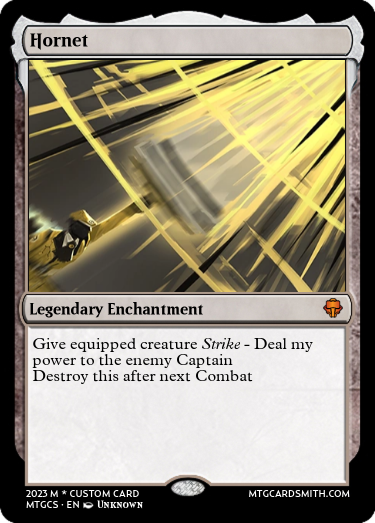 Hornet
Legendary Enchantment
Give equipped creature Strike - Deal my
power to the enemy Captain
Destroy this after next Combat
2023 M * CUSTOM CARD
MTGCS • EN Unknown
MTGCARDSMITH.COM